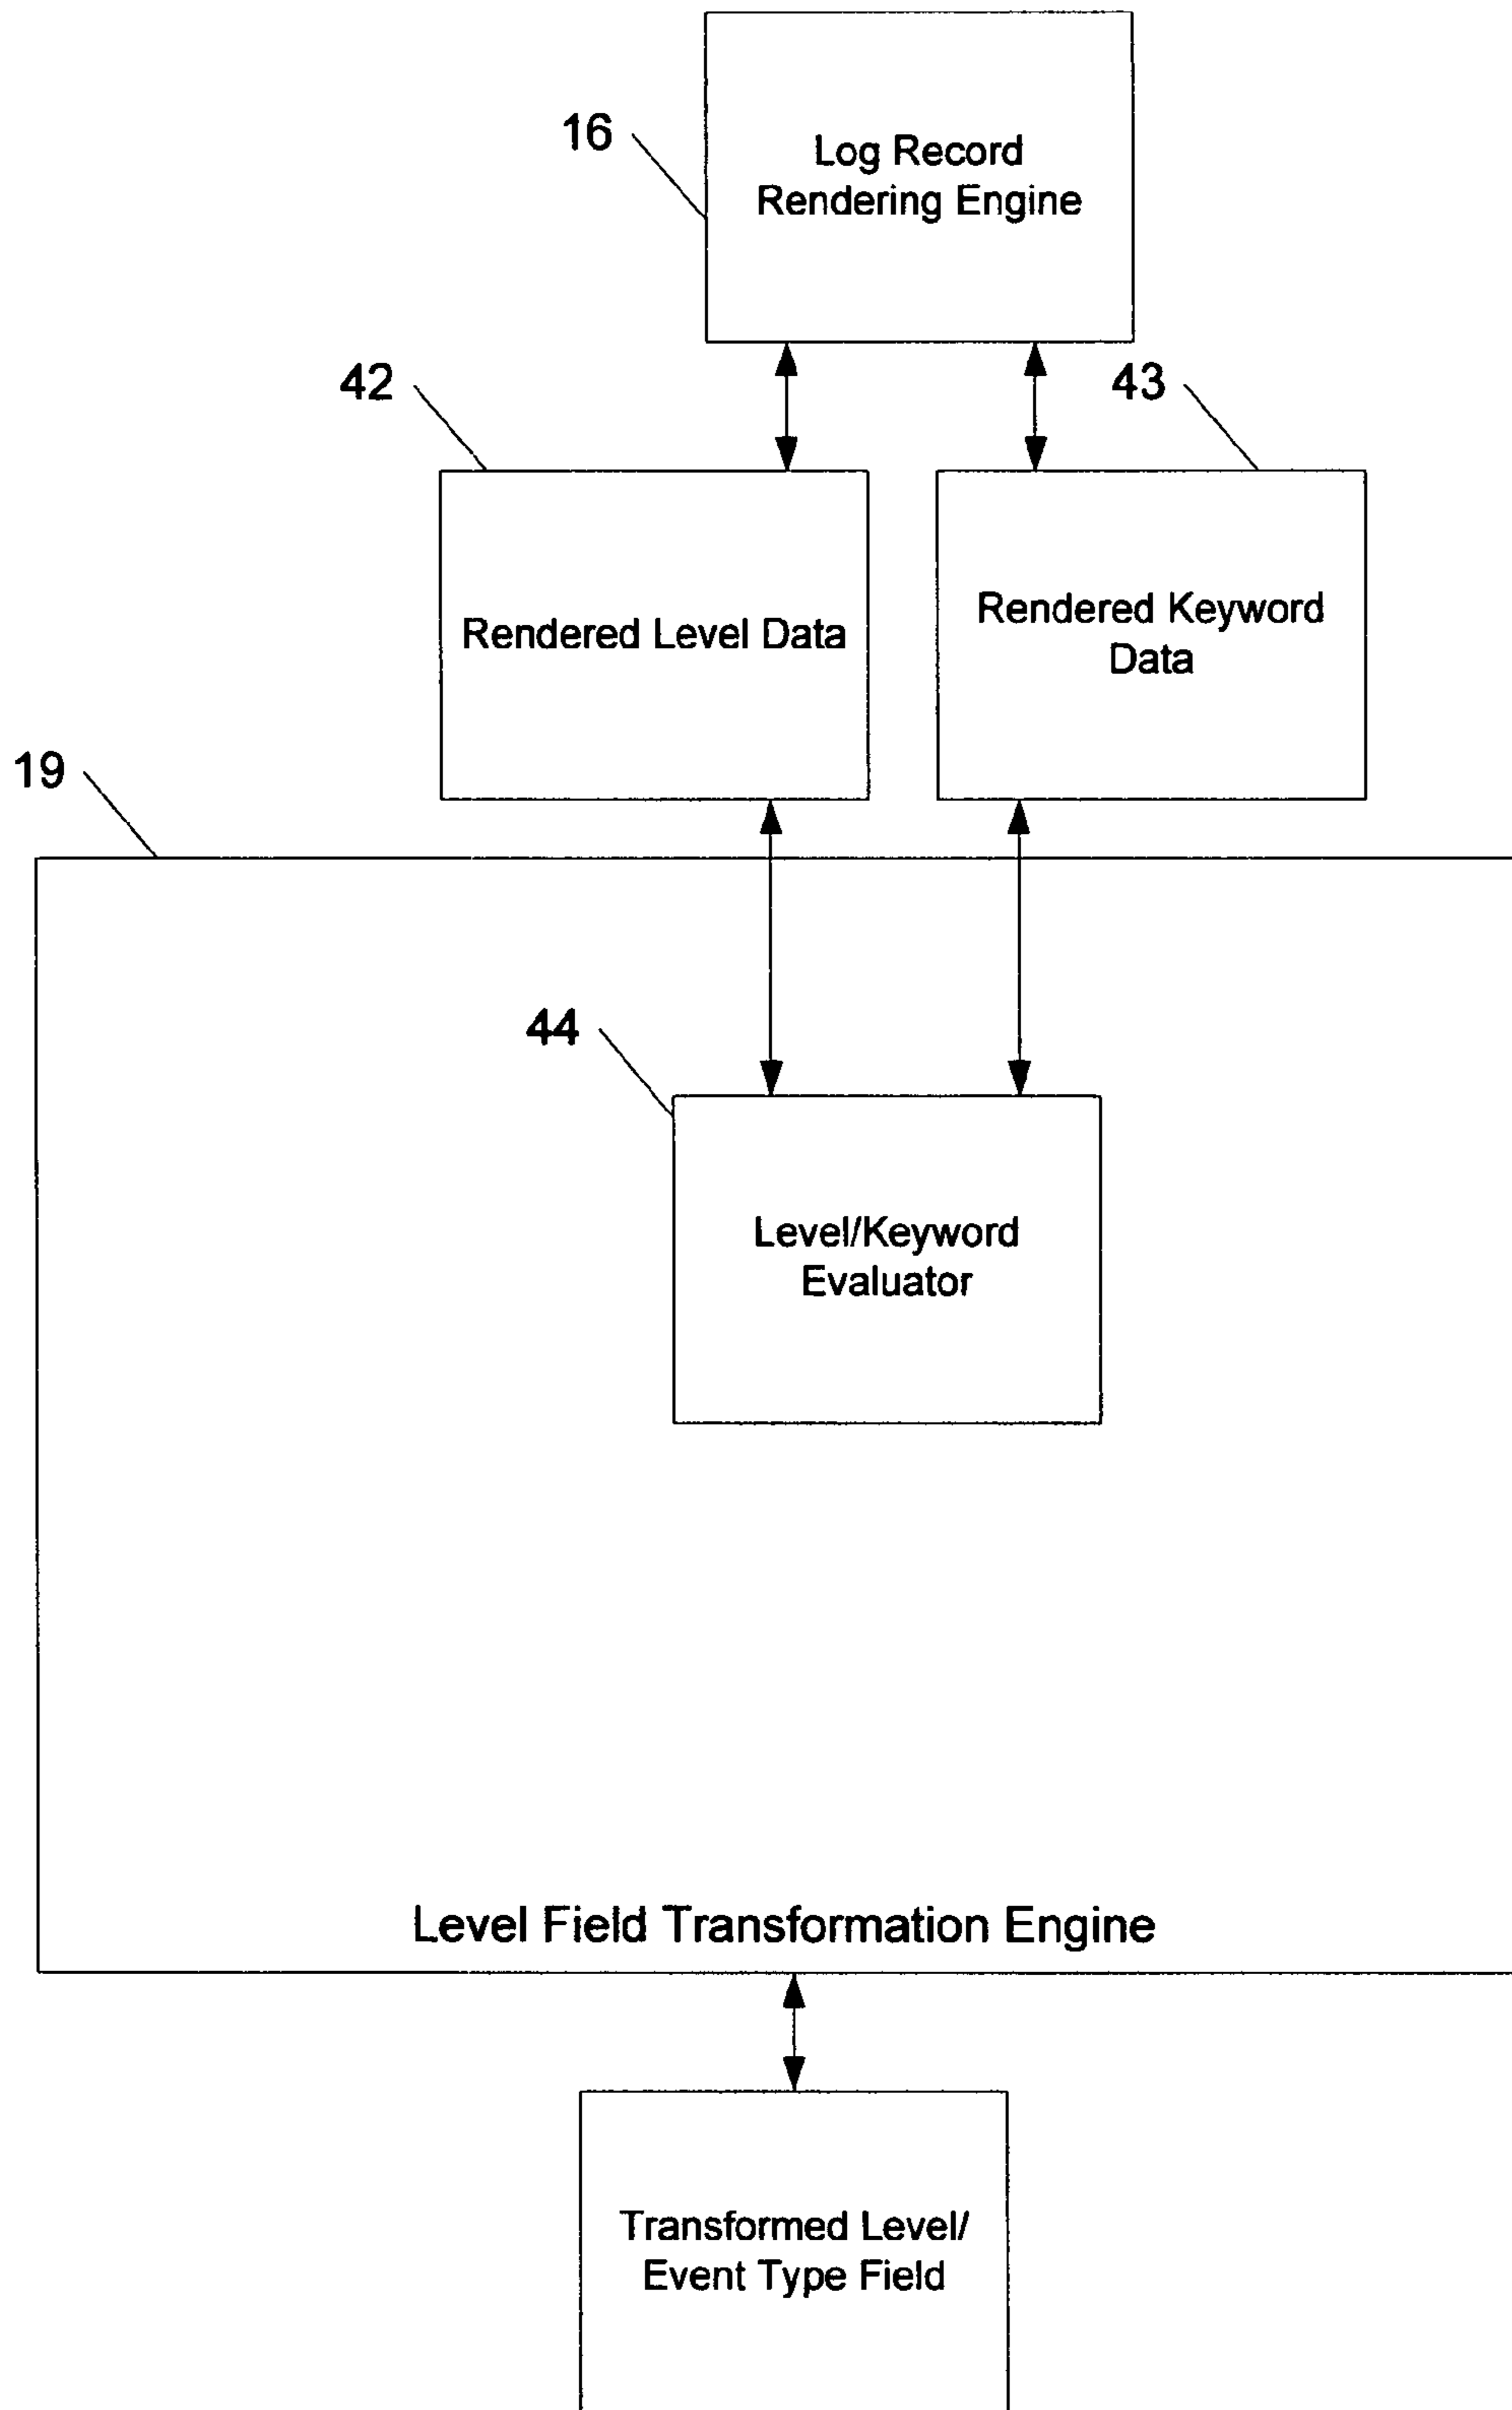 16
Log Record
Rendering Engine
42
43
Rendered Level Data
Rendered Keyword
Data
19
44
Level/Keyword
Evaluator
Level Field Transformation Engine
Transformed Level/
Event Type Field